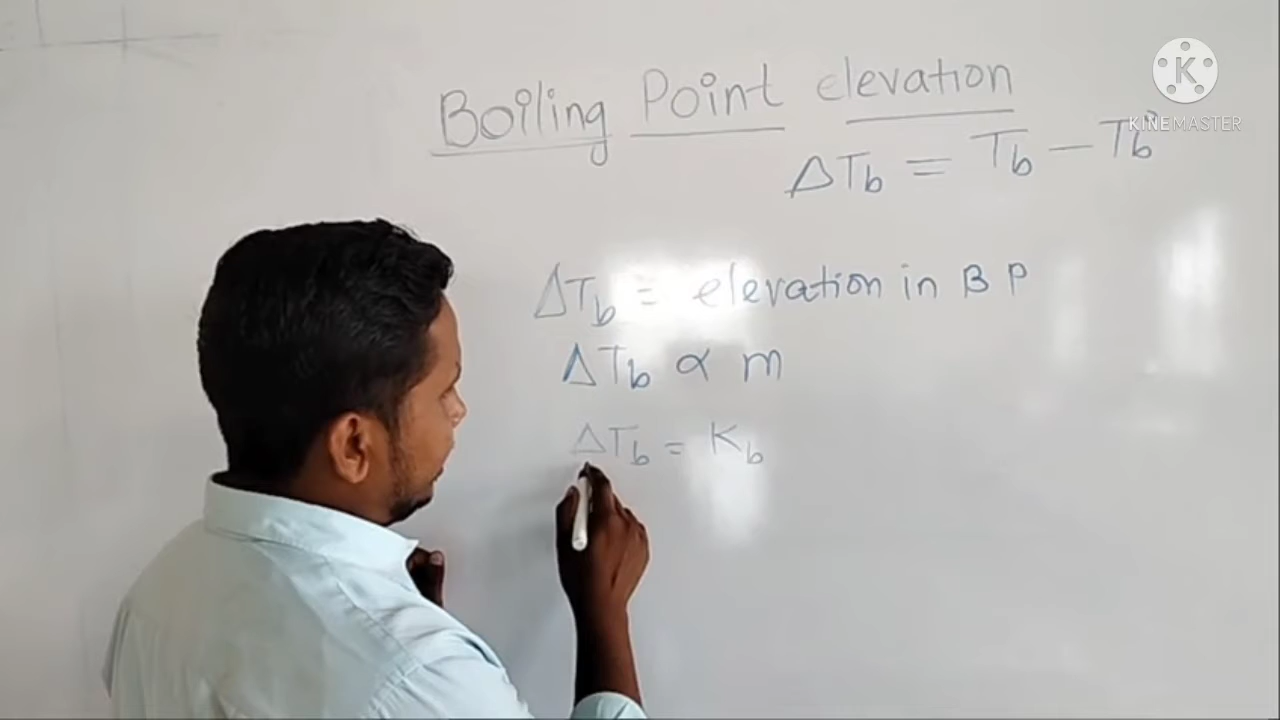 Boiling Point elevation
ΔTb = Tb – Tb°
ΔTb = elevation in B P
ΔTb ∝ m
ΔTb = Kb
K
KINEMASTER